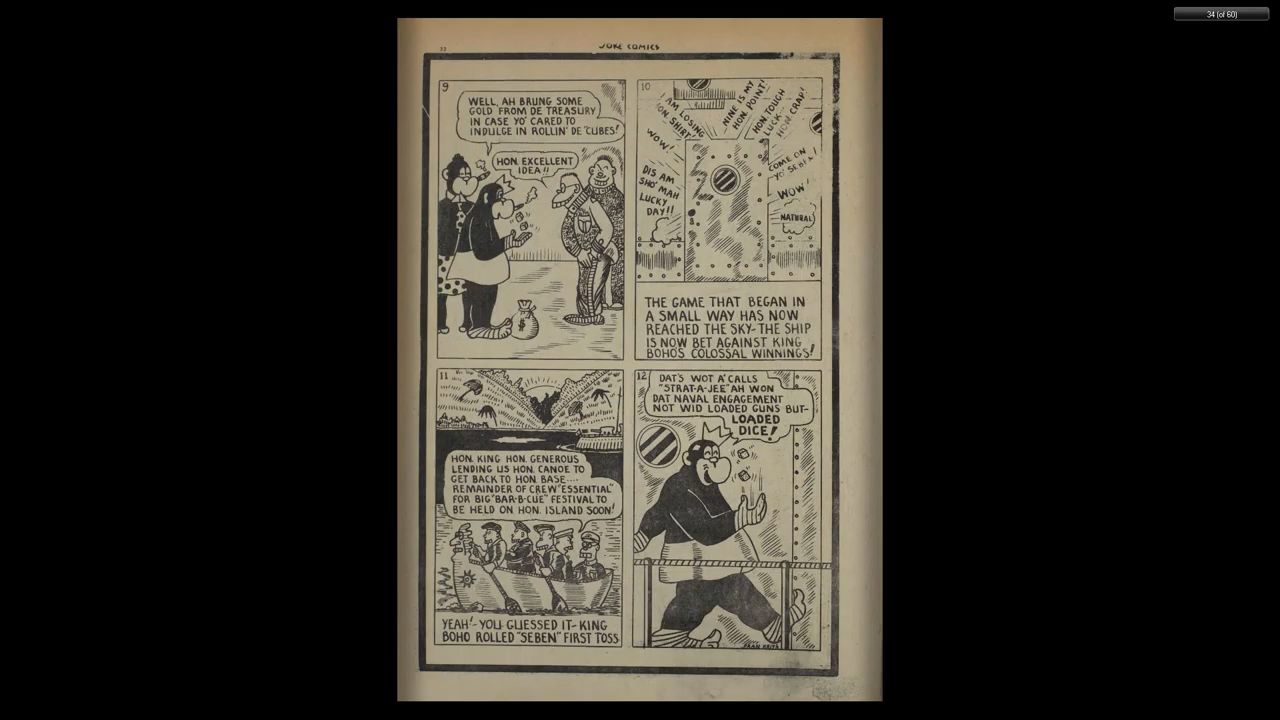 34 (of 60)
33
JOKE COMICS
9
WELL, AH BRUNG SOME
GOLD FROM DE TREASURY
IN CASE YO' CARED TO
INDULGE IN ROLLIN' DE "CUBES!
HON. EXCELLENT
IDEA!!
$
10
WOW!
AM LOSING
HON. SHIRT
NINE IS MY
HON. POINT!
HON. TOUGH
LUCK
HOW CRAP!
COME ON
YO' SEBEN!
WOW!
NATURAL
DIS AM
SHO' MAH
LUCKY
DAY!!
THE GAME THAT BEGAN IN
A SMALL WAY HAS NOW
REACHED THE SKY-THE SHIP
IS NOW BET AGAINST KING
BOHO'S COLOSSAL WINNINGS!
11
HON. KING HON. GENEROUS
LENDING US HON. CANOE TO
GET BACK TO HON. BASE....
REMAINDER OF CREW "ESSENTIAL"
FOR BIG "BAR-B-CUE" FESTIVAL TO
BE HELD ON HON. ISLAND SOON!
YEAH!-YOU GUESSED IT-KING
BOHO ROLLED "SEBEN" FIRST TOSS
12
DAT'S WOT A' CALLS
"STRAT-A-JEE" AH WON
DAT NAVAL ENGAGEMENT
NOT WID LOADED GUNS BUT-
LOADED
DICE!